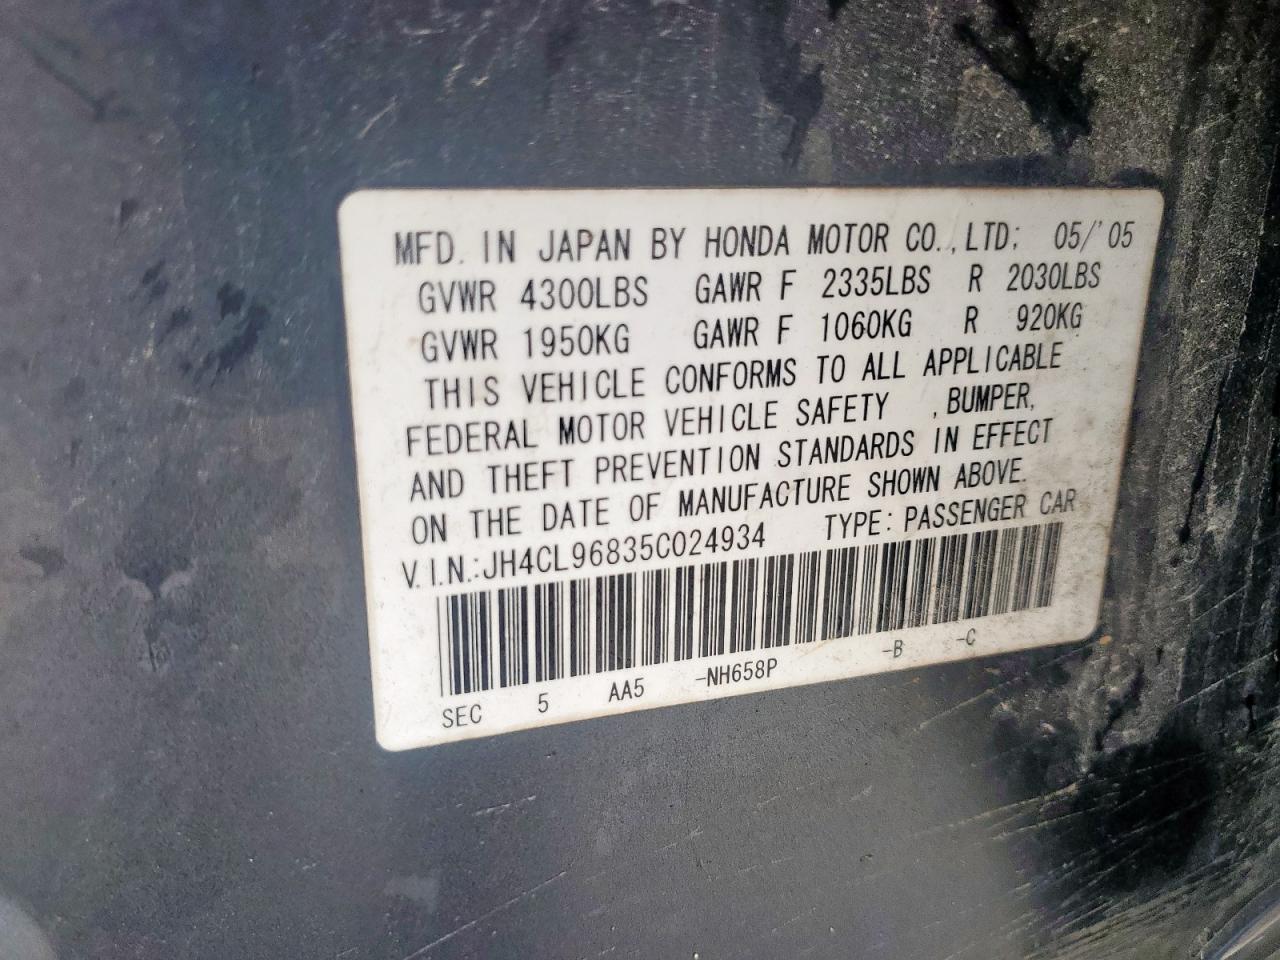 MFD. IN JAPAN BY HONDA MOTOR CO.,LTD; 05/'05
GVWR 4300LBS GAWR F 2335LBS R 2030LBS
GVWR 1950KG GAWR F 1060KG R 920KG
THIS VEHICLE CONFORMS TO ALL APPLICABLE
FEDERAL MOTOR VEHICLE SAFETY , BUMPER,
AND THEFT PREVENTION STANDARDS IN EFFECT
ON THE DATE OF MANUFACTURE SHOWN ABOVE.
V.I.N.:JH4CL96835C024934 TYPE: PASSENGER CAR
SEC 5 AA5 -NH658P -B -C